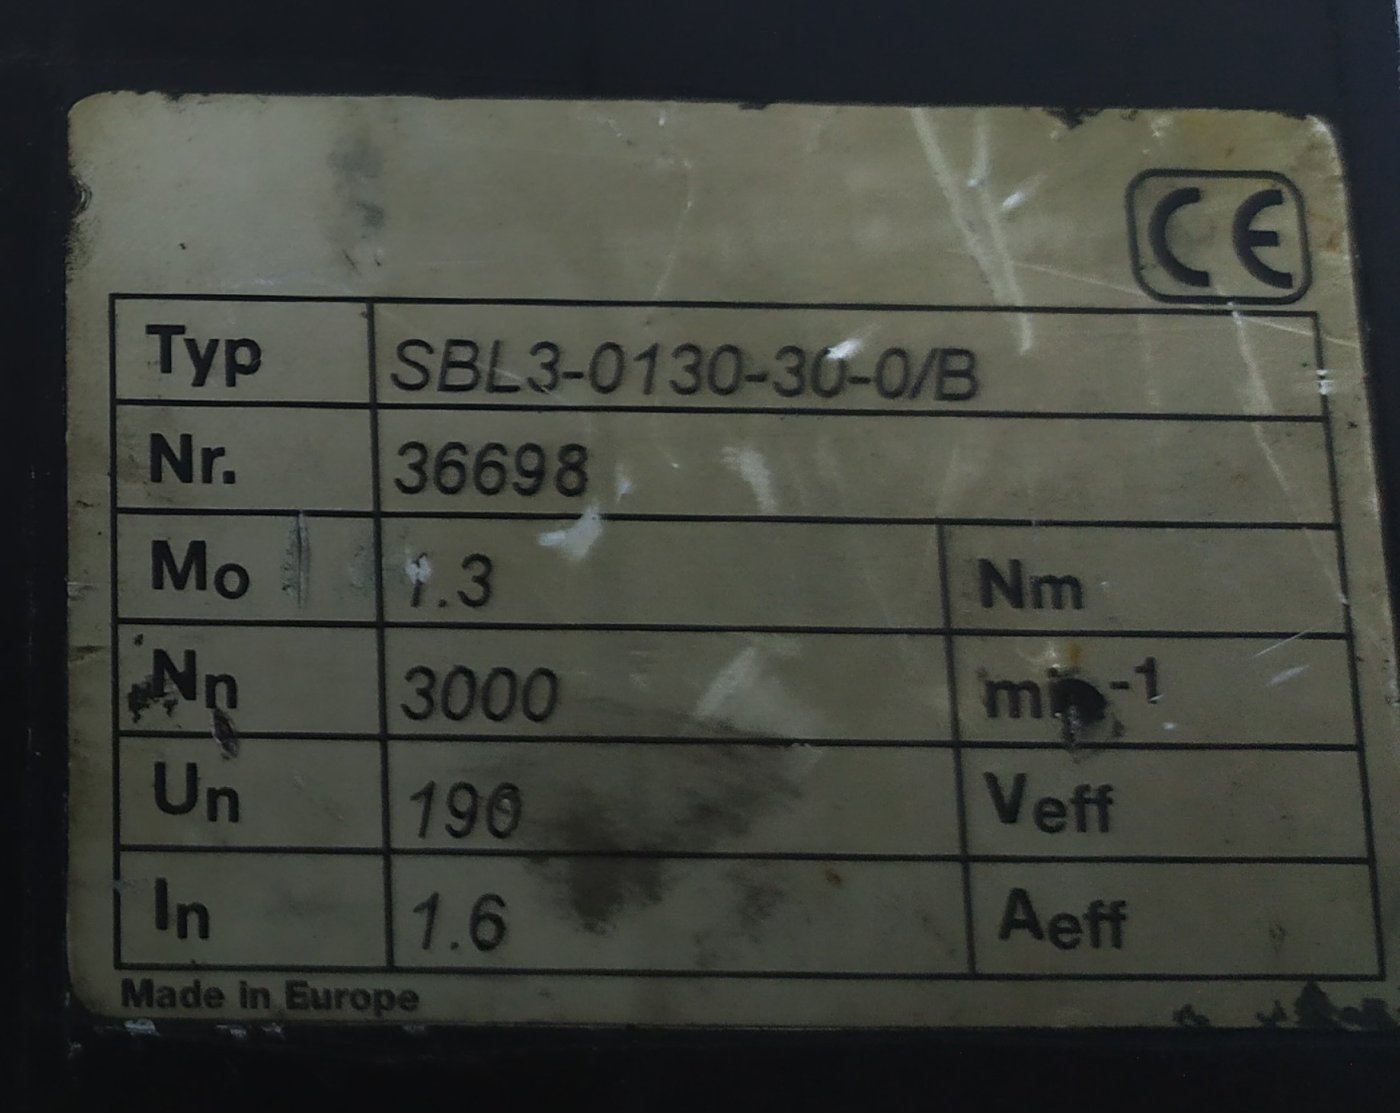 CE
Typ SBL3-0130-30-0/B
Nr. 36698
Mo 1.3 Nm
Nn 3000 min-1
Un 190 Veff
In 1.6 Aeff
Made in Europe